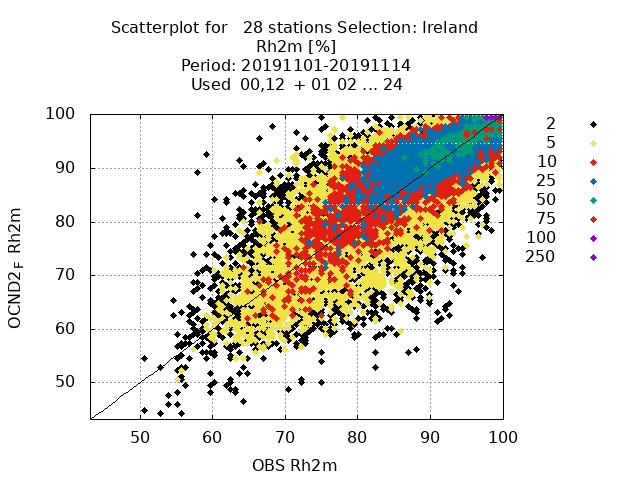 Scatterplot for 28 stations Selection: Ireland
Rh2m [%]
Period: 20191101-20191114
Used 00,12 + 01 02 ... 24
100
90
80
70
60
50
OCND2 F Rh2m
50 60 70 80 90 100
OBS Rh2m
2
5
10
25
50
75
100
250